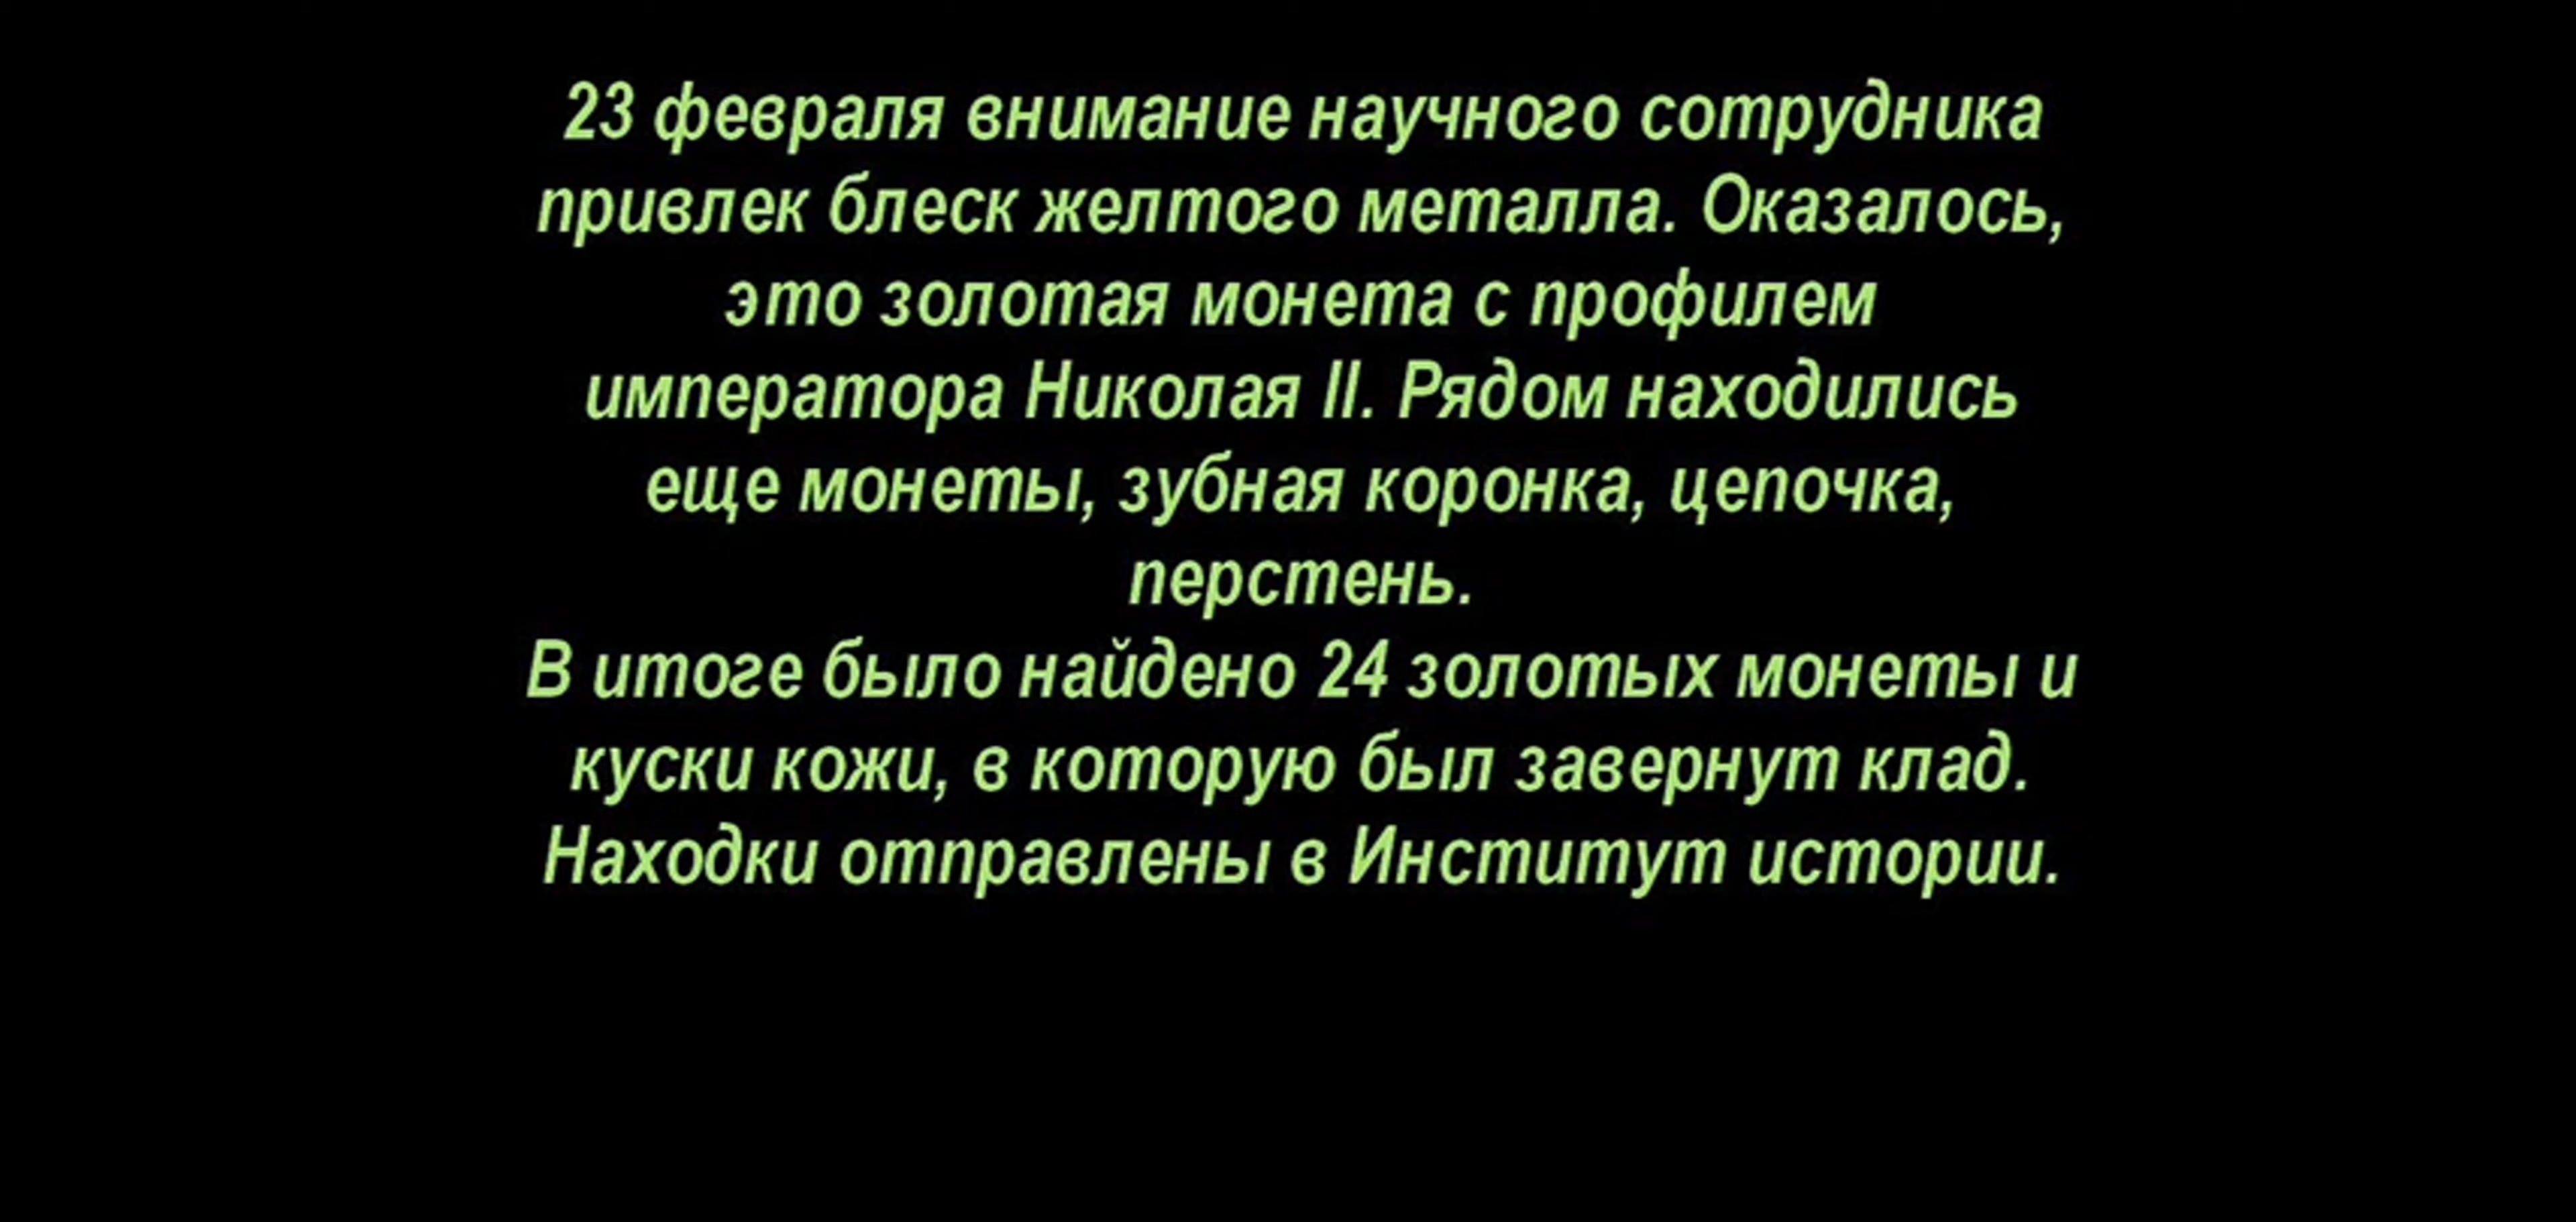 23 февраля внимание научного сотрудника
привлек блеск желтого металла. Оказалось,
это золотая монета с профилем
императора Николая II. Рядом находились
еще монеты, зубная коронка, цепочка,
перстень.
В итоге было найдено 24 золотых монеты и
куски кожи, в которую был завернут клад.
Находки отправлены в Институт истории.